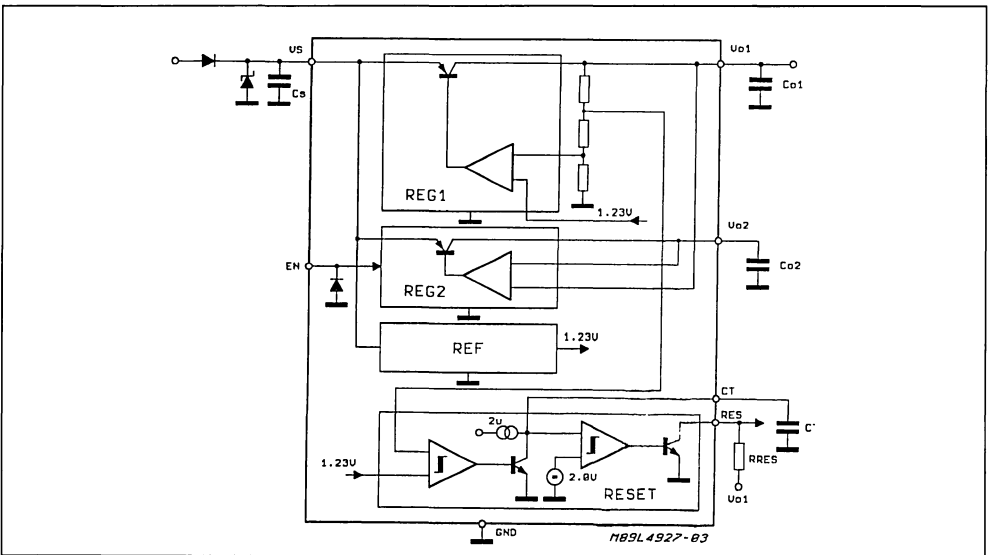 VS
Vo1
Cs
Co1
REG1
1.23V
Vo2
EN
REG2
Co2
REF
1.23V
CT
RES
2u
1.23V
2.0V
RRES
RESET
Vo1
GND
M89L4927-03